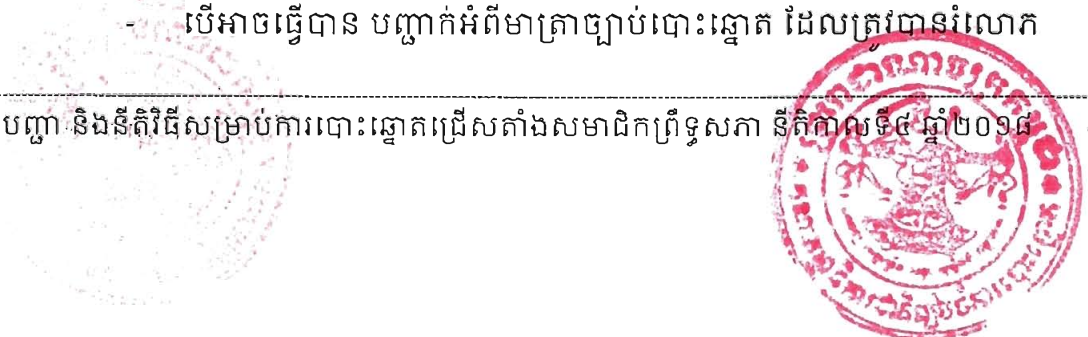 - បើអាចធ្វើបាន បញ្ជាក់អំពីមាត្រាច្បាប់បោះឆ្នោត ដែលត្រូវបានរំលោភ
បញ្ជា និងនីតិវិធីសម្រាប់ការបោះឆ្នោតជ្រើសតាំងសមាជិកព្រឹទ្ធសភា នីតិកាលទី៤ ឆ្នាំ២០១៨